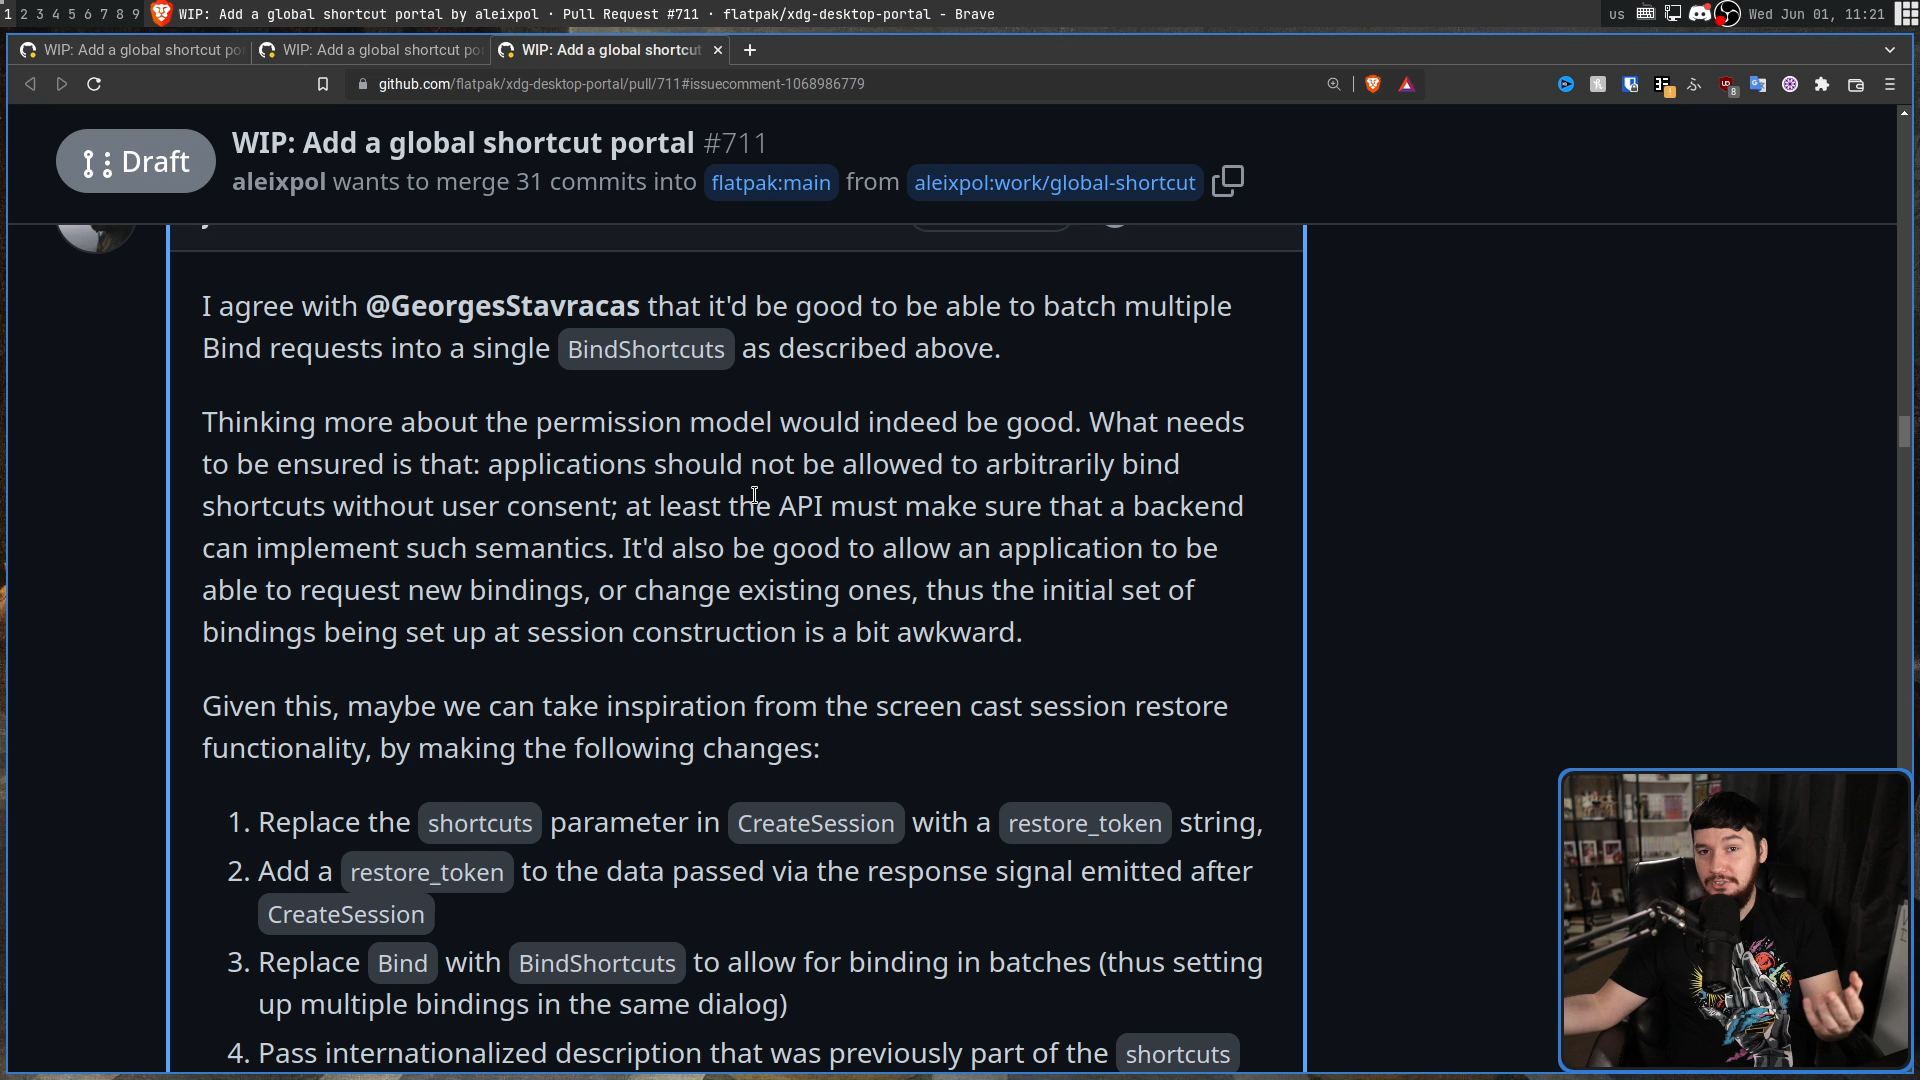 1 2 3 4 5 6 7 8 9 WIP: Add a global shortcut portal by aleixpol · Pull Request #711 · flatpak/xdg-desktop-portal - Brave us Wed Jun 01, 11:21
WIP: Add a global shortcut po WIP: Add a global shortcut po WIP: Add a global shortcut
github.com/flatpak/xdg-desktop-portal/pull/711#issuecomment-1068986779
Draft
WIP: Add a global shortcut portal #711
aleixpol wants to merge 31 commits into flatpak:main from aleixpol:work/global-shortcut
I agree with @GeorgesStavracas that it'd be good to be able to batch multiple
Bind requests into a single BindShortcuts as described above.
Thinking more about the permission model would indeed be good. What needs
to be ensured is that: applications should not be allowed to arbitrarily bind
shortcuts without user consent; at least the API must make sure that a backend
can implement such semantics. It'd also be good to allow an application to be
able to request new bindings, or change existing ones, thus the initial set of
bindings being set up at session construction is a bit awkward.
Given this, maybe we can take inspiration from the screen cast session restore
functionality, by making the following changes:
1. Replace the shortcuts parameter in CreateSession with a restore_token string,
2. Add a restore_token to the data passed via the response signal emitted after
CreateSession
3. Replace Bind with BindShortcuts to allow for binding in batches (thus setting
up multiple bindings in the same dialog)
4. Pass internationalized description that was previously part of the shortcuts